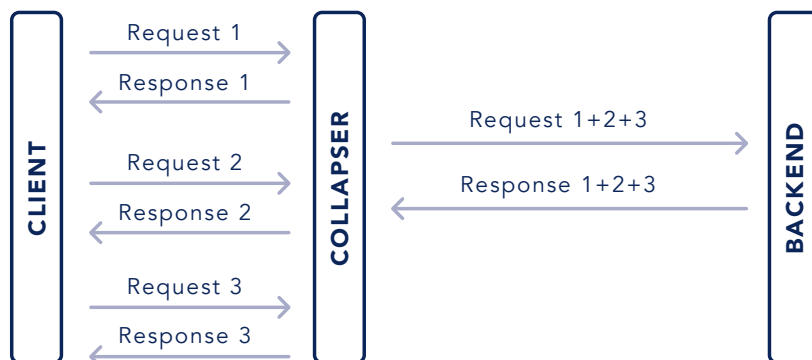 CLIENT
Request 1
Response 1
Request 2
Response 2
Request 3
Response 3
COLLAPSER
Request 1+2+3
Response 1+2+3
BACKEND